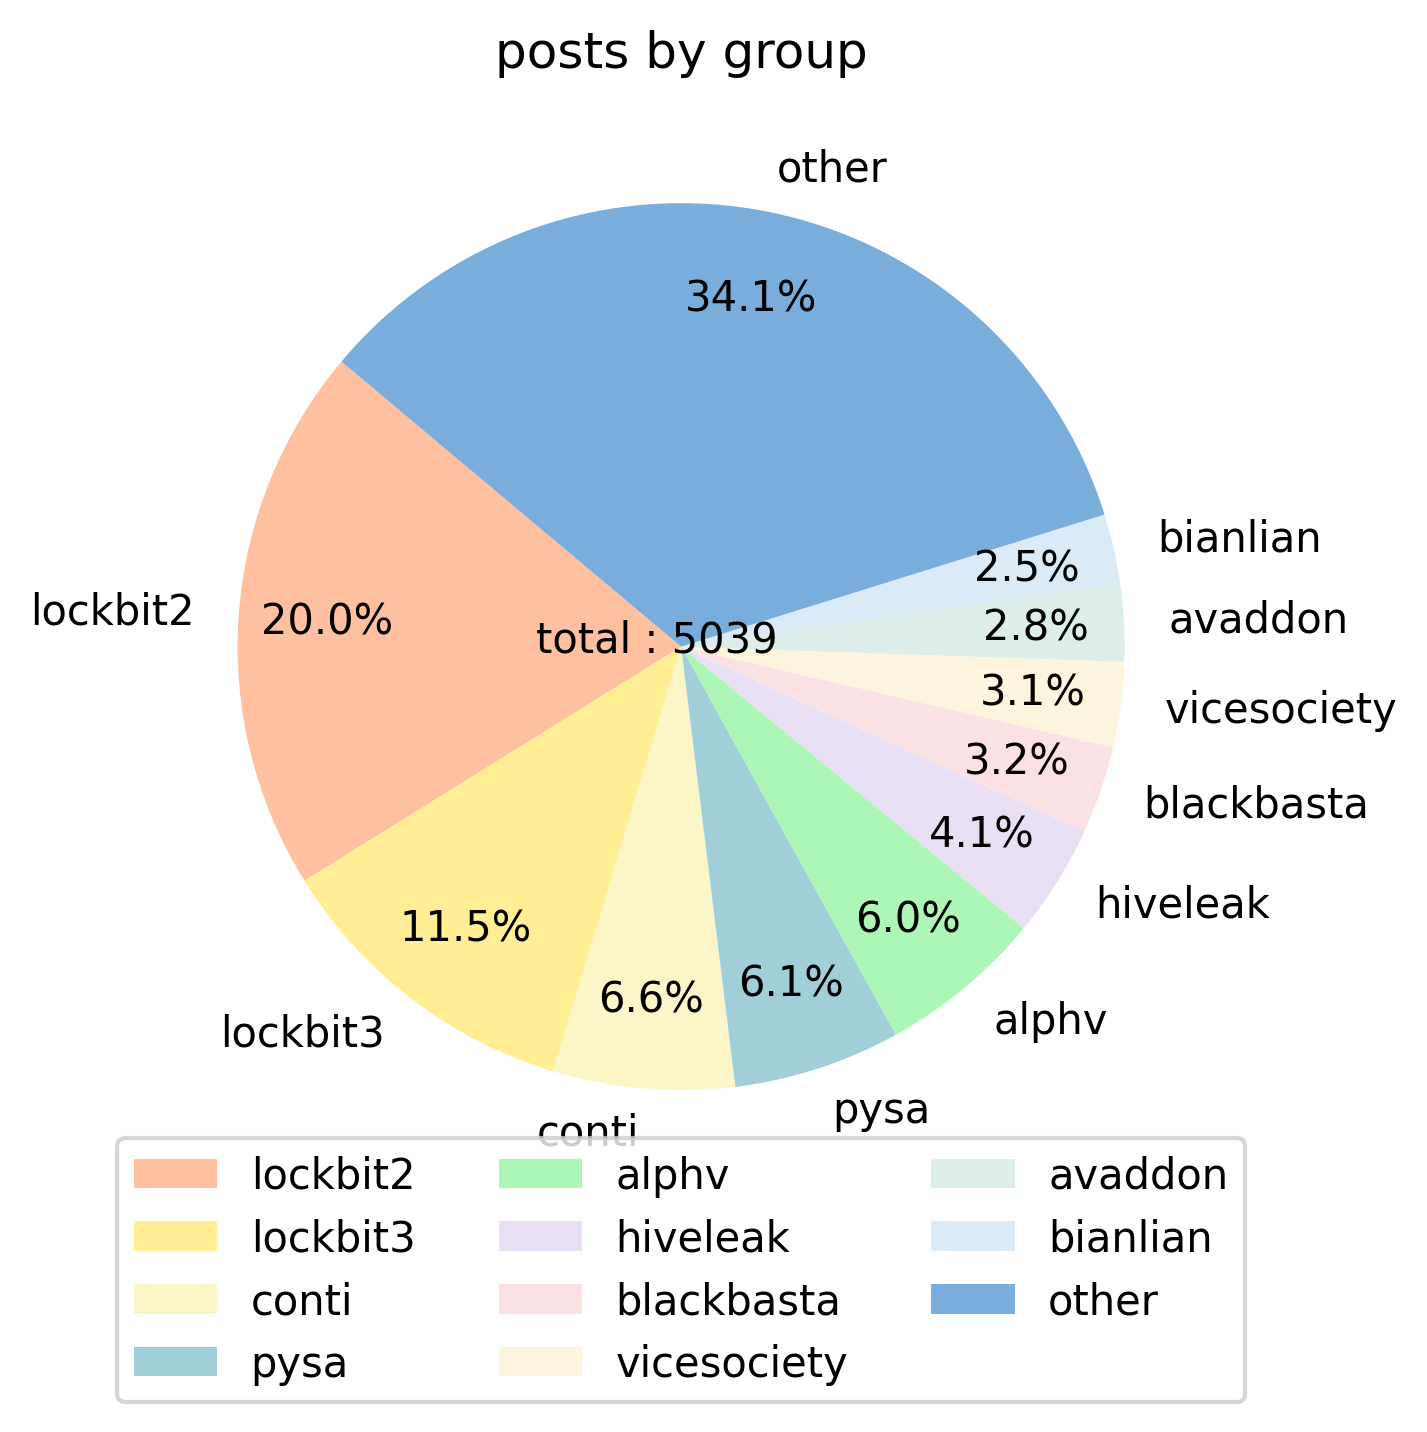 posts by group
other
34.1%
bianlian
2.5%
avaddon
2.8%
lockbit2
20.0%
total : 5039
3.1%
vicesociety
3.2%
blackbasta
4.1%
hiveleak
6.0%
alphv
11.5%
lockbit3
6.6%
conti
6.1%
pysa
lockbit2
lockbit3
conti
pysa
alphv
hiveleak
blackbasta
vicesociety
avaddon
bianlian
other